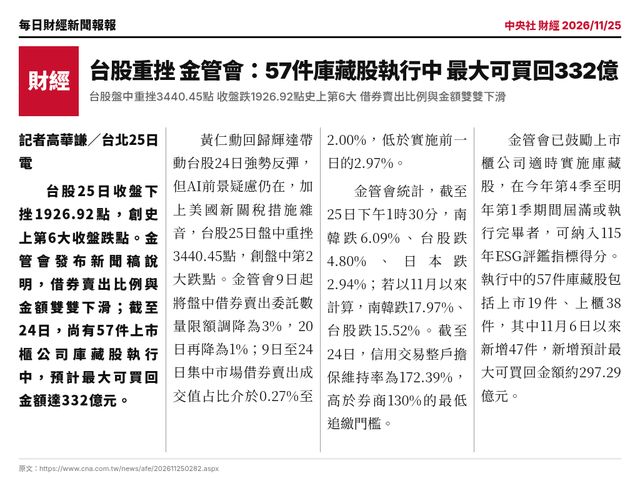 每日財經新聞報報
中央社 財經 2026/11/25
財經
台股重挫 金管會：57件庫藏股執行中 最大可買回332億
台股盤中重挫3440.45點 收盤跌1926.92點史上第6大 借券賣出比例與金額雙雙下滑
記者高華謙／台北25日
電
台股25日收盤下
挫1926.92點，創史
上第6大收盤跌點。金
管會發布新聞稿說
明，借券賣出比例與
金額雙雙下滑；截至
24日，尚有57件上市
櫃公司庫藏股執行
中，預計最大可買回
金額達332億元。
黃仁勳回歸輝達帶
動台股24日強勢反彈，
但AI前景疑慮仍在，加
上美國新關稅措施雜
音，台股25日盤中重挫
3440.45點，創盤中第2
大跌點。金管會9日起
將盤中借券賣出委託數
量限額調降為3%，20
日再降為1%；9日至24
日集中市場借券賣出成
交值占比介於0.27%至
2.00%，低於實施前一
日的2.97%。
金管會統計，截至
25日下午1時30分，南
韓跌6.09%、台股跌
4.80%、日本跌
2.94%；若以11月以來
計算，南韓跌17.97%、
台股跌15.52%。截至
24日，信用交易整戶擔
保維持率為172.39%，
高於券商130%的最低
追繳門檻。
金管會已鼓勵上市
櫃公司適時實施庫藏
股，在今年第4季至明
年第1季期間屆滿或執
行完畢者，可納入115
年ESG評鑑指標得分。
執行中的57件庫藏股包
括上市19件、上櫃38
件，其中11月6日以來
新增47件，新增預計最
大可買回金額約297.29
億元。
原文：https://www.cna.com.tw/news/afe/202611250282.aspx